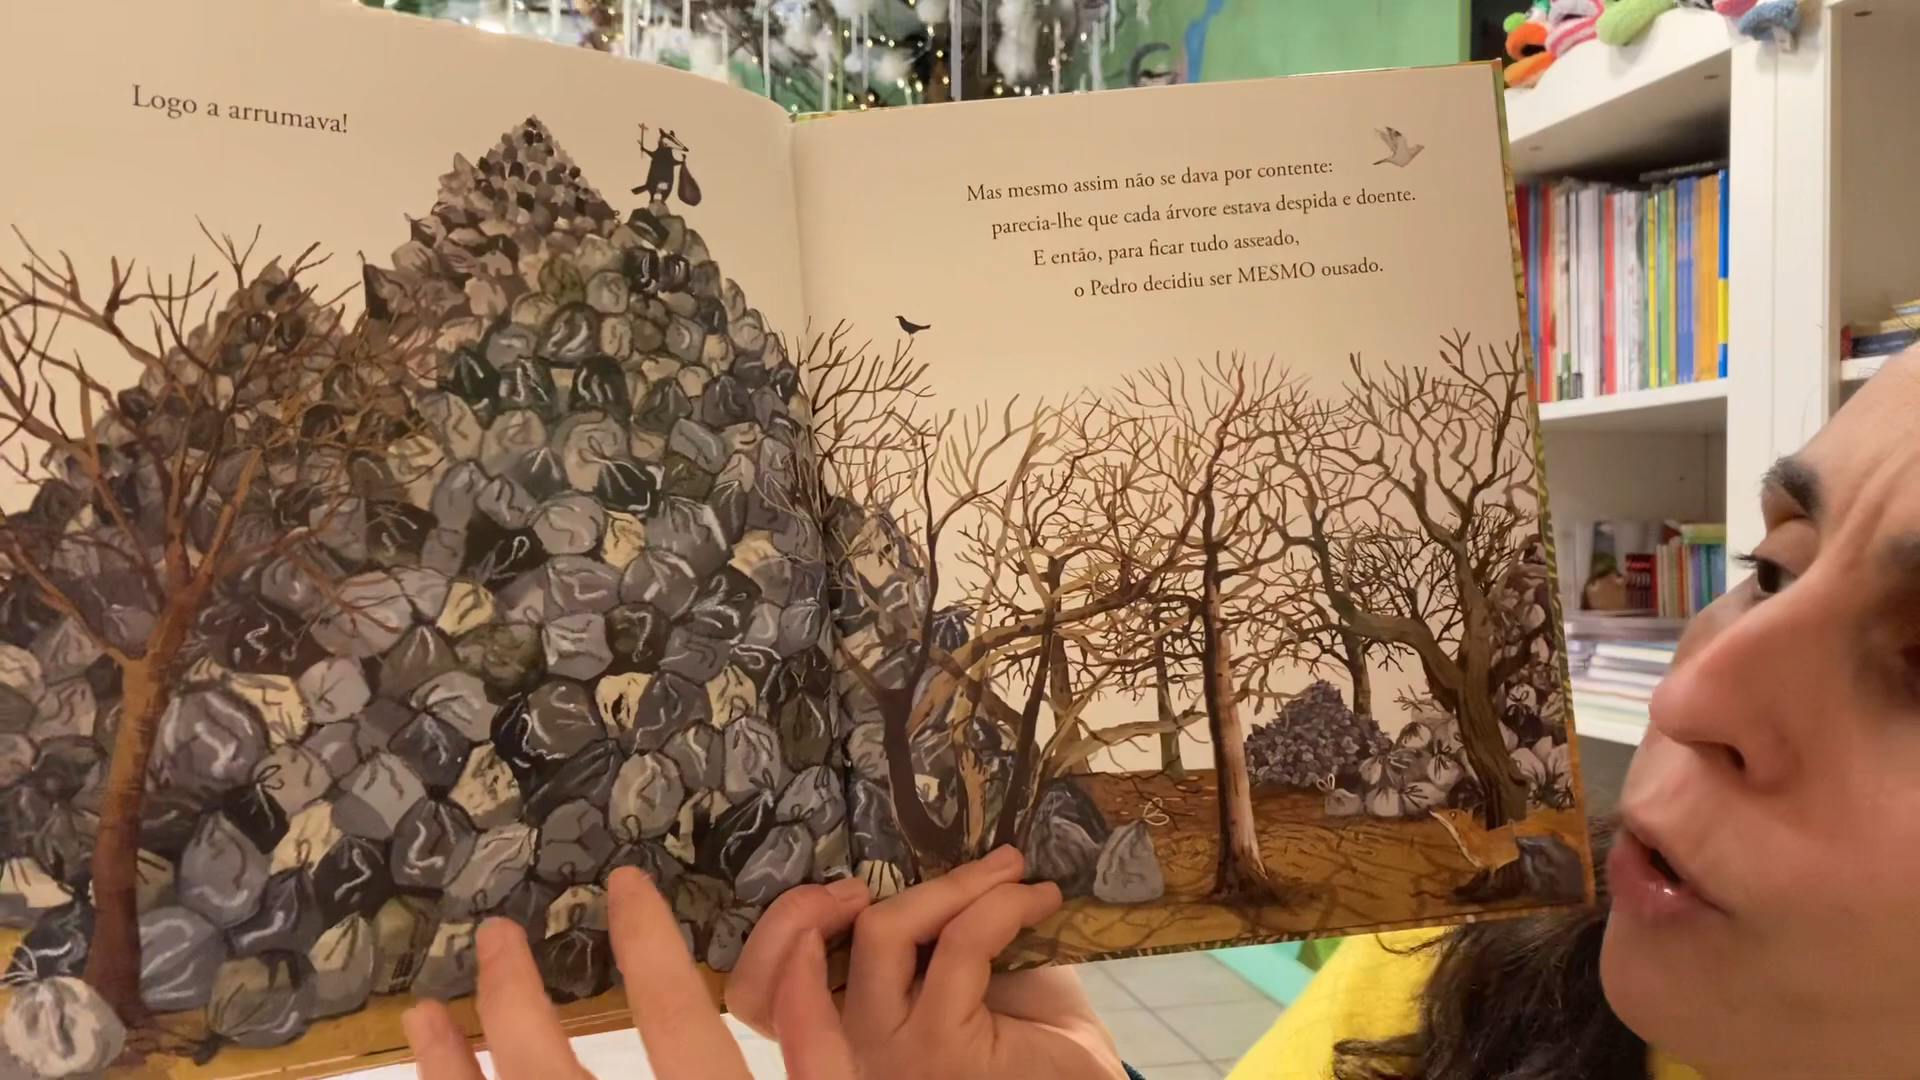 Logo a arrumava!
Mas mesmo assim não se dava por contente:
parecia-lhe que cada árvore estava despida e doente.
E então, para ficar tudo asseado,
o Pedro decidiu ser MESMO ousado.